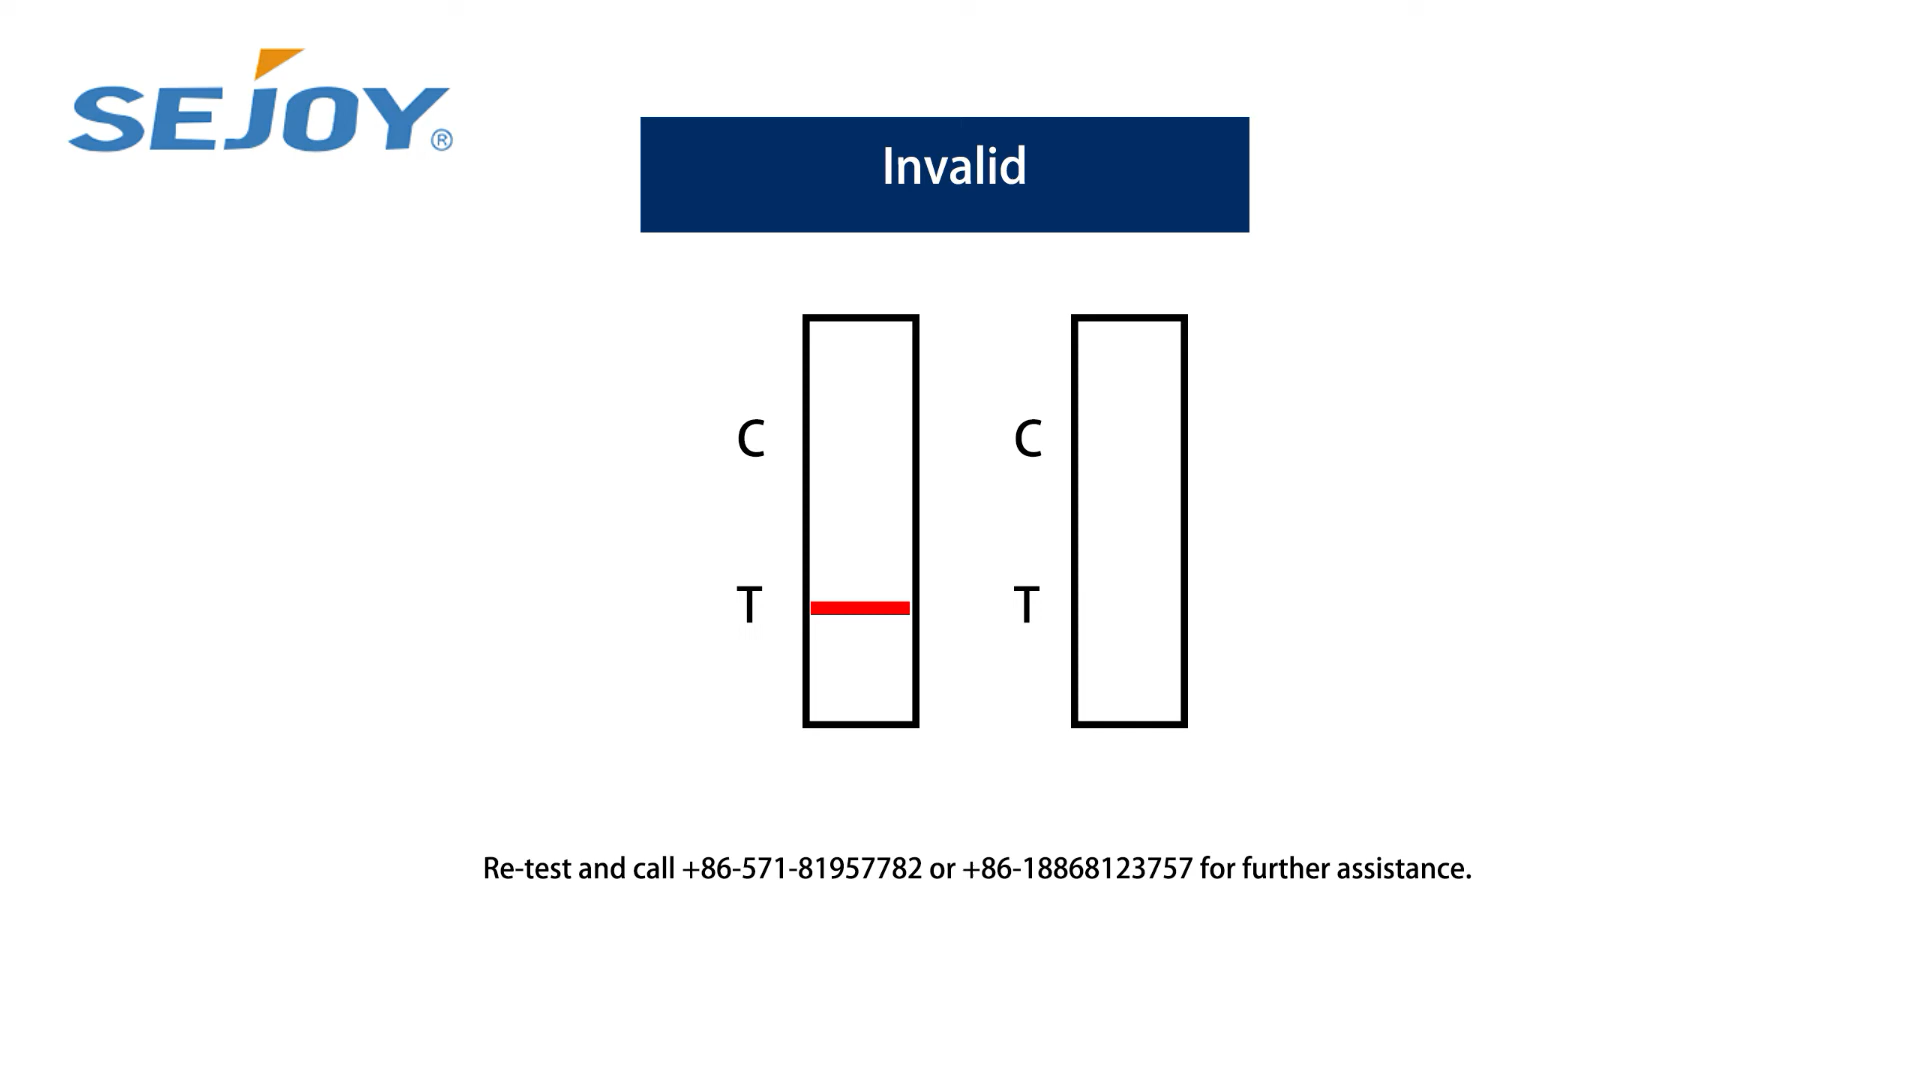 SEJOY®
Invalid
C
C
T
T
Re-test and call +86-571-81957782 or +86-18868123757 for further assistance.